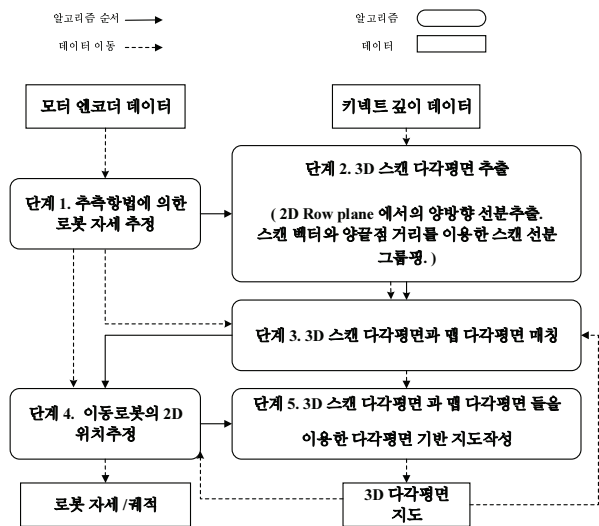 알고리즘 순서
알고리즘
데이터 이동
데이터
모터 엔코더 데이터
키넥트 깊이 데이터
단계 1. 추측항법에 의한
로봇 자세 추정
단계 2. 3D 스캔 다각평면 추출
( 2D Row plane 에서의 양방향 선분추출.
스캔 벡터와 양끝점 거리를 이용한 스캔 선분
그룹핑. )
단계 3. 3D 스캔 다각평면과 맵 다각평면 매칭
단계 4. 이동로봇의 2D
위치추정
단계 5. 3D 스캔 다각평면 과 맵 다각평면 들을
이용한 다각평면 기반 지도작성
로봇 자세 /궤적
3D 다각평면
지도